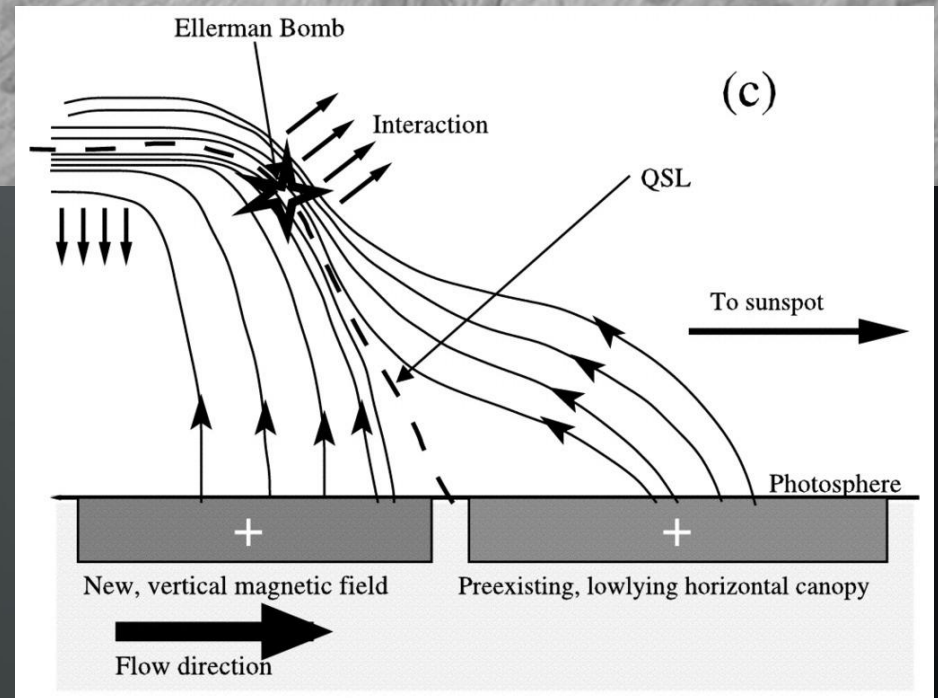 Ellerman Bomb
(c)
Interaction
QSL
To sunspot
Photosphere
+
+
New, vertical magnetic field
Preexisting, lowlying horizontal canopy
Flow direction